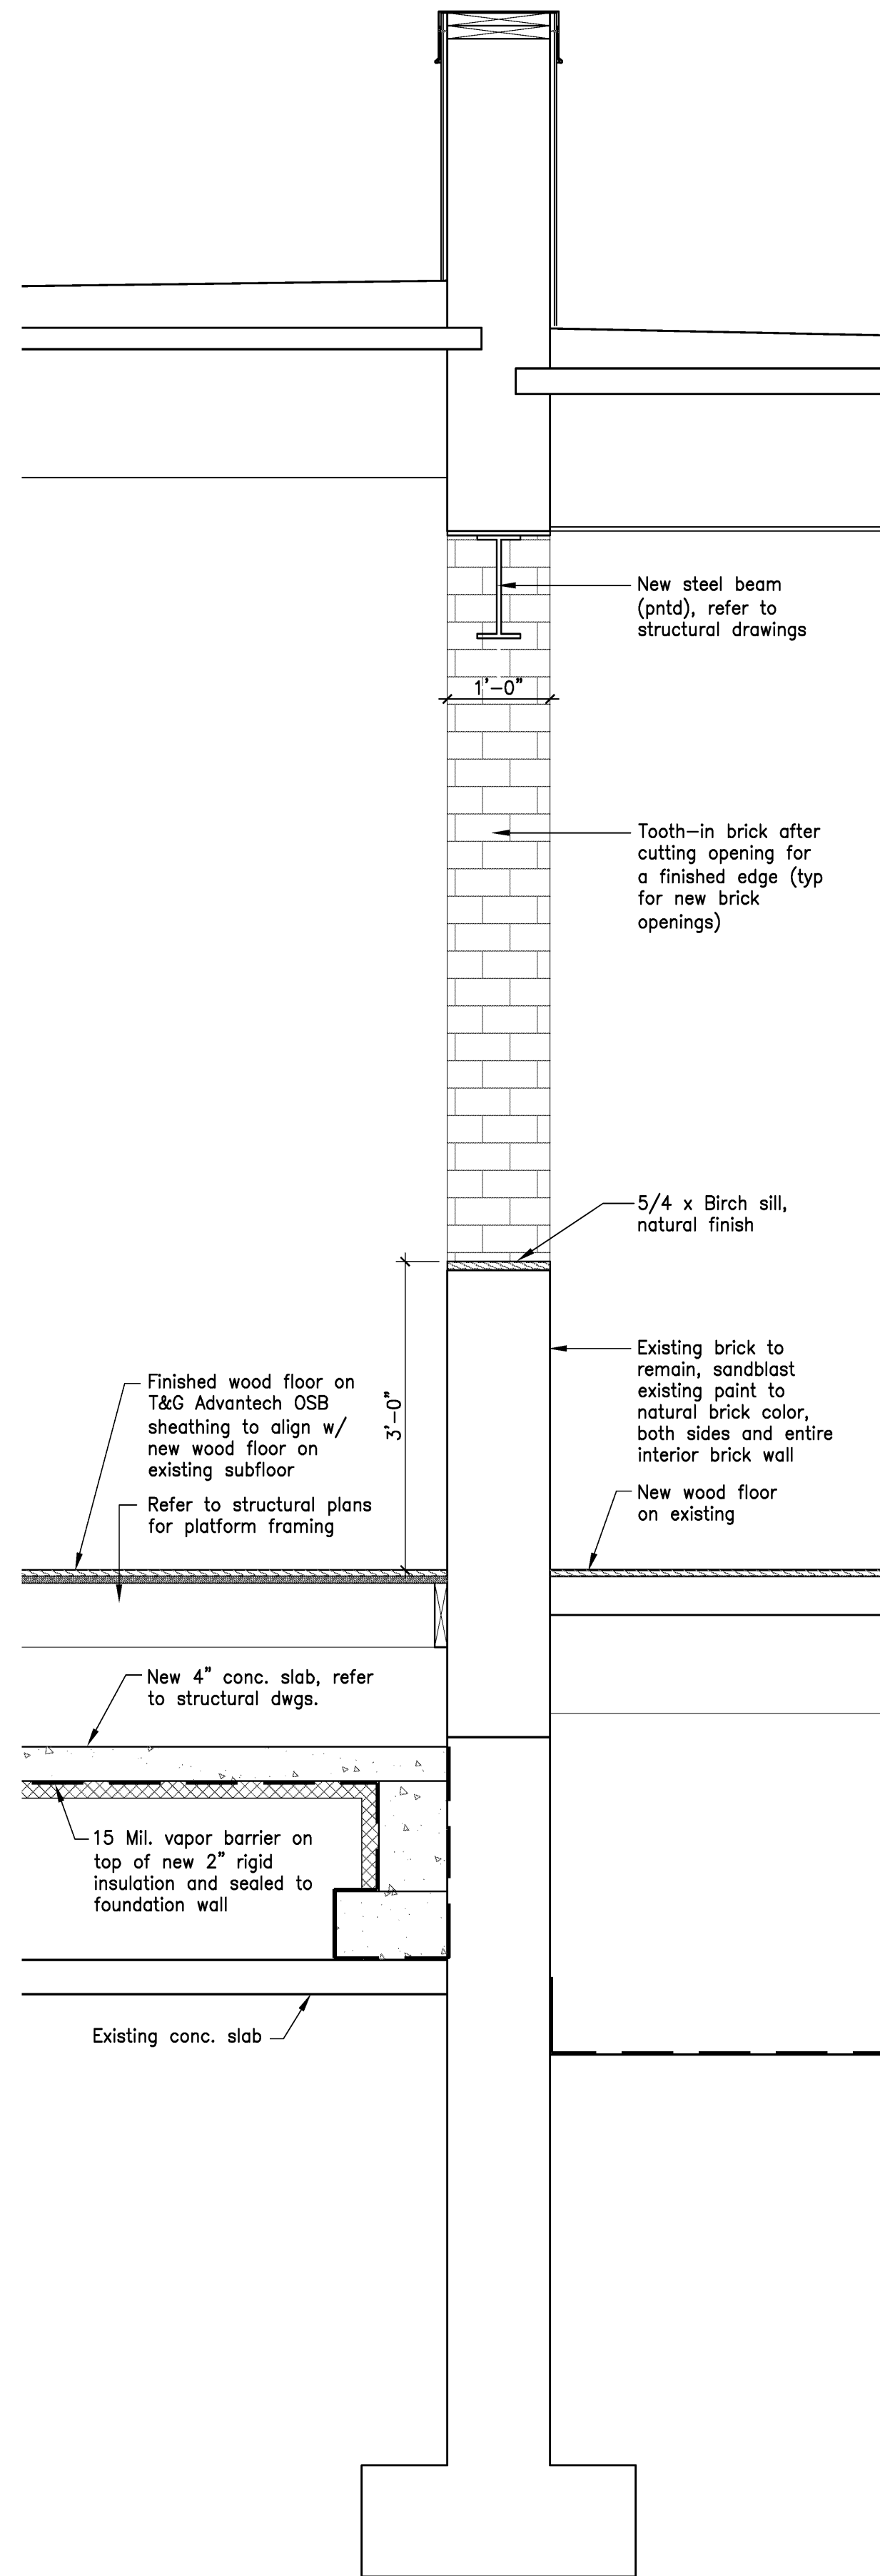 New steel beam
(pntd), refer to
structural drawings
1'-0"
Tooth-in brick after
cutting opening for
a finished edge (typ
for new brick
openings)
5/4 x Birch sill,
natural finish
Existing brick to
remain, sandblast
existing paint to
natural brick color,
both sides and entire
interior brick wall
Finished wood floor on
T&G Advantech OSB
sheathing to align w/
new wood floor on
existing subfloor
3'-0"
New wood floor
on existing
Refer to structural plans
for platform framing
New 4" conc. slab, refer
to structural dwgs.
15 Mil. vapor barrier on
top of new 2" rigid
insulation and sealed to
foundation wall
Existing conc. slab